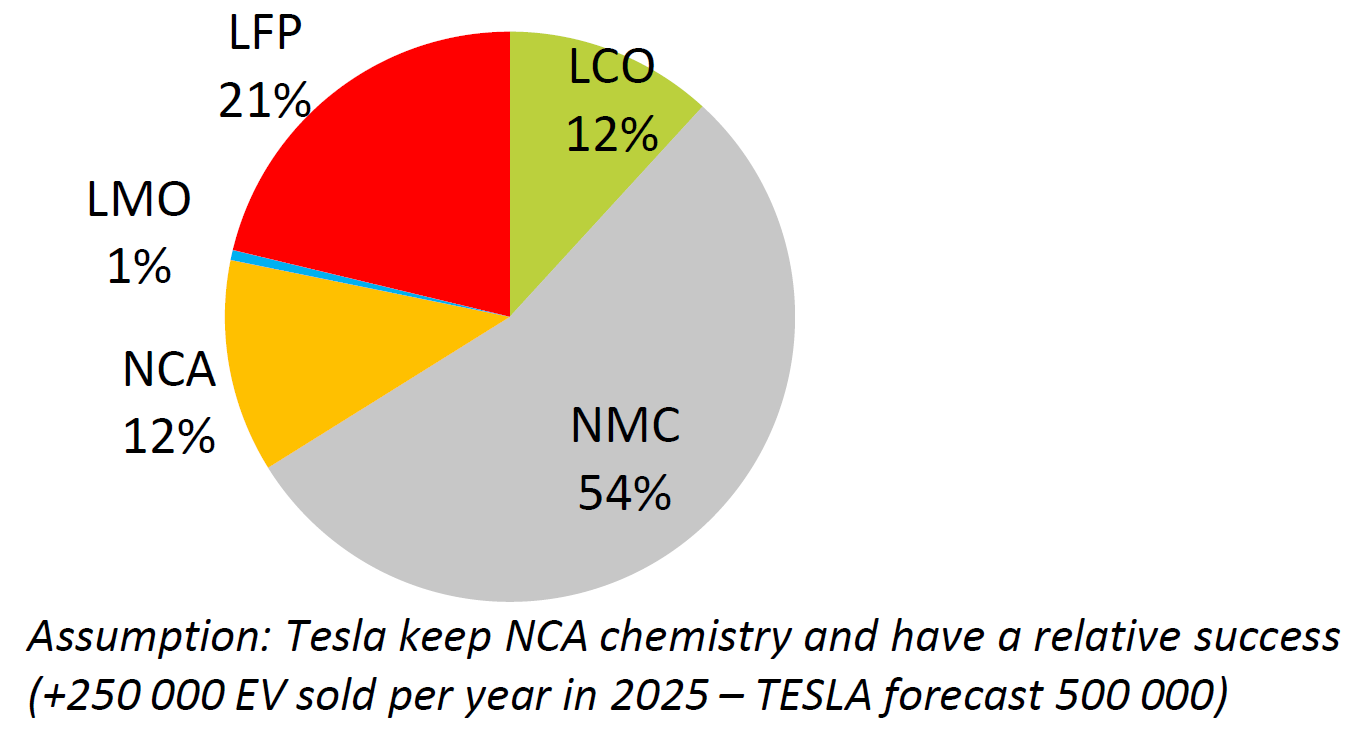 LFP
21%
LCO
12%
LMO
1%
NCA
12%
NMC
54%
Assumption: Tesla keep NCA chemistry and have a relative success
(+250 000 EV sold per year in 2025 – TESLA forecast 500 000)